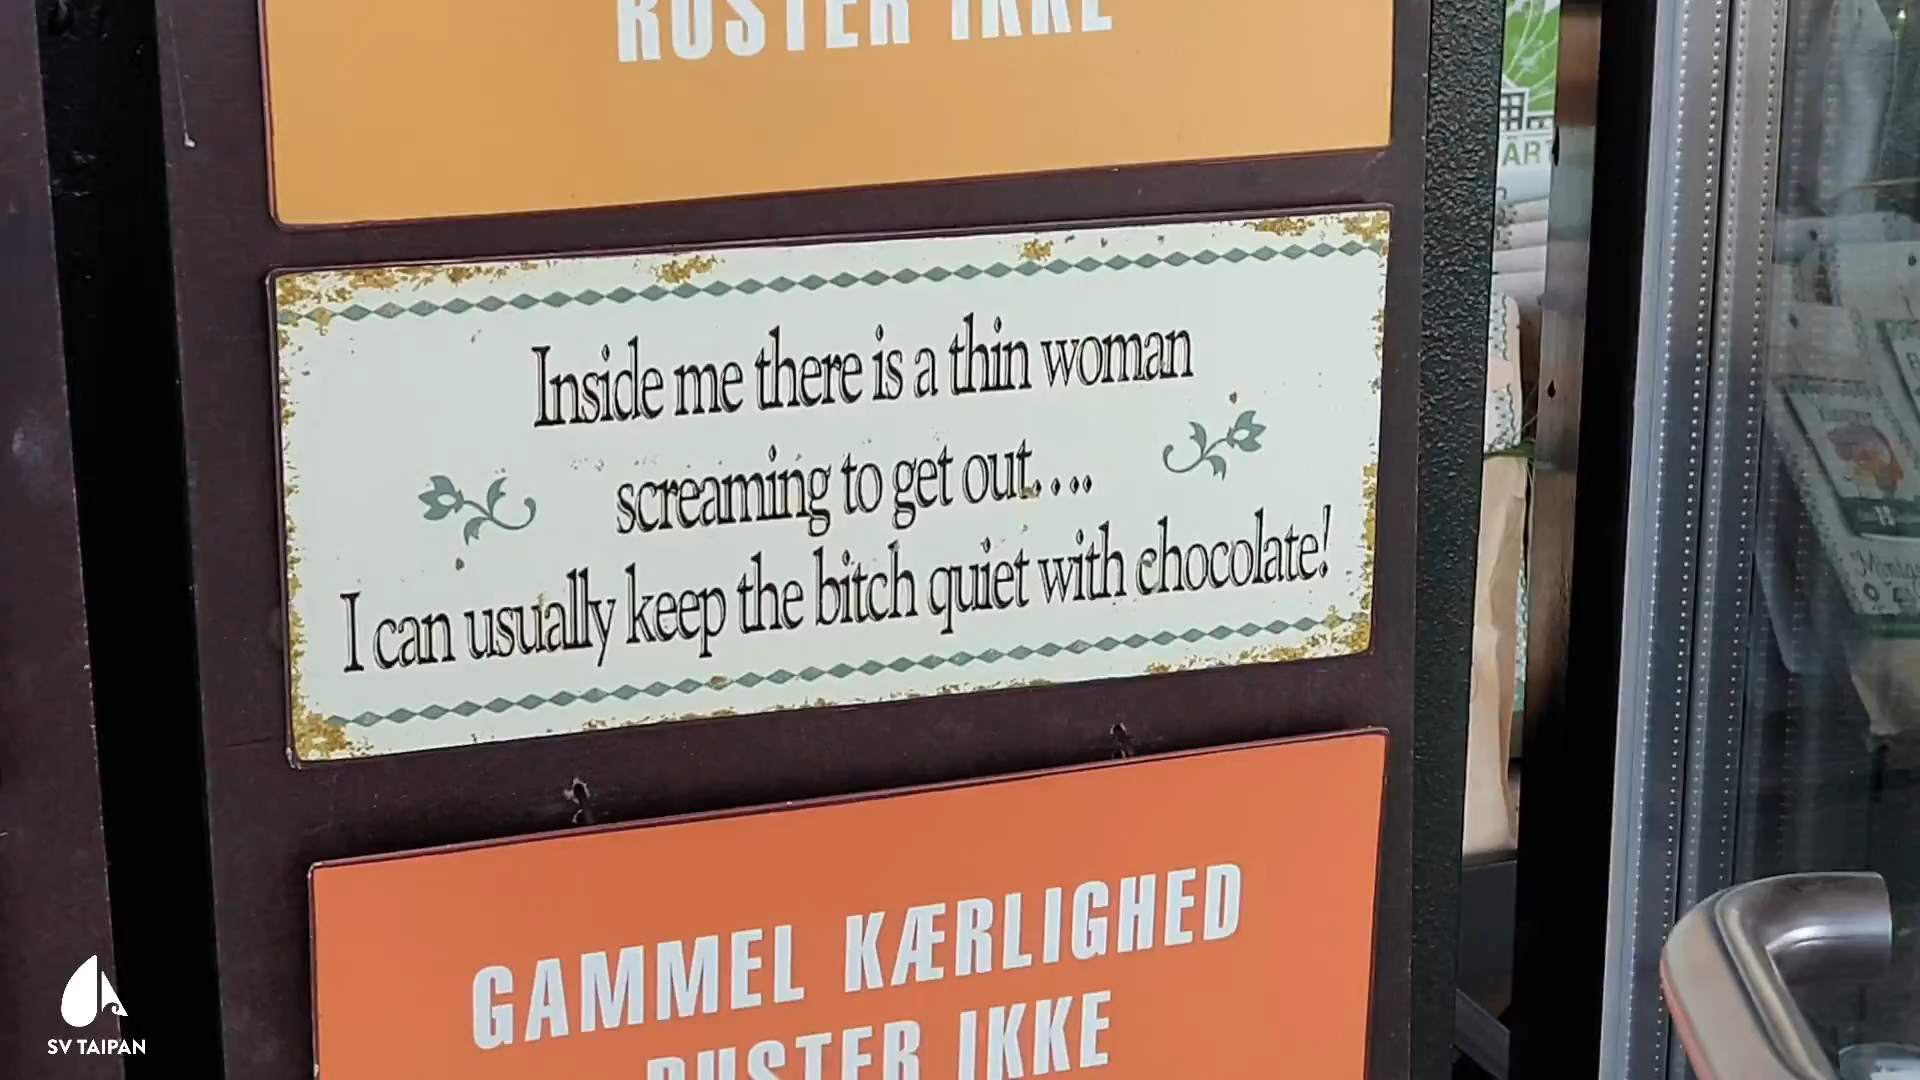 RUSTER IKKE
Inside me there is a thin woman
screaming to get out....
I can usually keep the bitch quiet with chocolate!
GAMMEL KÆRLIGHED
RUSTER IKKE
SV TAIPAN